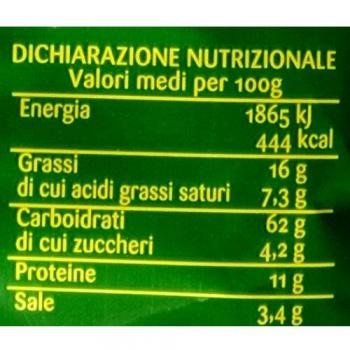 DICHIARAZIONE NUTRIZIONALE
Valori medi per 100g
Energia 1865 kJ
444 kcal
Grassi 16 g
di cui acidi grassi saturi 7,3 g
Carboidrati 62 g
di cui zuccheri 4,2 g
Proteine 11 g
Sale 3,4 g